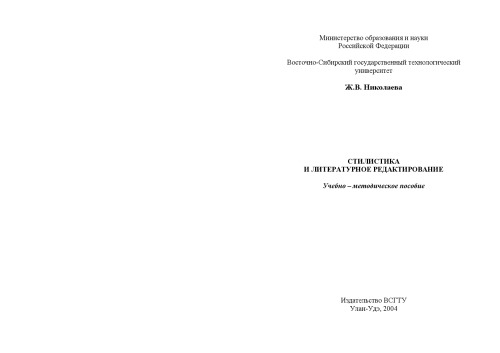 Министерство образования и науки
Российской Федерации
Восточно-Сибирский государственный технологический
университет
Ж.В. Николаева
СТИЛИСТИКА
И ЛИТЕРАТУРНОЕ РЕДАКТИРОВАНИЕ
Учебно – методическое пособие
Издательство ВСГТУ
Улан-Удэ, 2004